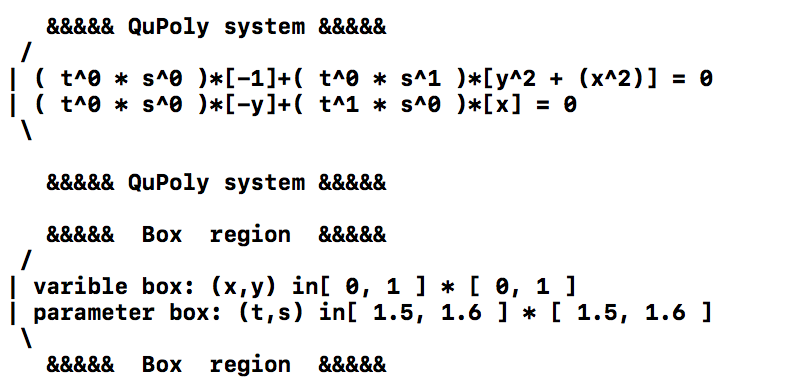 &&&&& QuPoly system &&&&&
/
| ( t^0 * s^0 )*[-1]+( t^0 * s^1 )*[y^2 + (x^2)] = 0
| ( t^0 * s^0 )*[-y]+( t^1 * s^0 )*[x] = 0
\
&&&&& QuPoly system &&&&&
&&&&&  Box  region  &&&&&
/
| varible box: (x,y) in[ 0, 1 ] * [ 0, 1 ]
| parameter box: (t,s) in[ 1.5, 1.6 ] * [ 1.5, 1.6 ]
\
&&&&&  Box  region  &&&&&